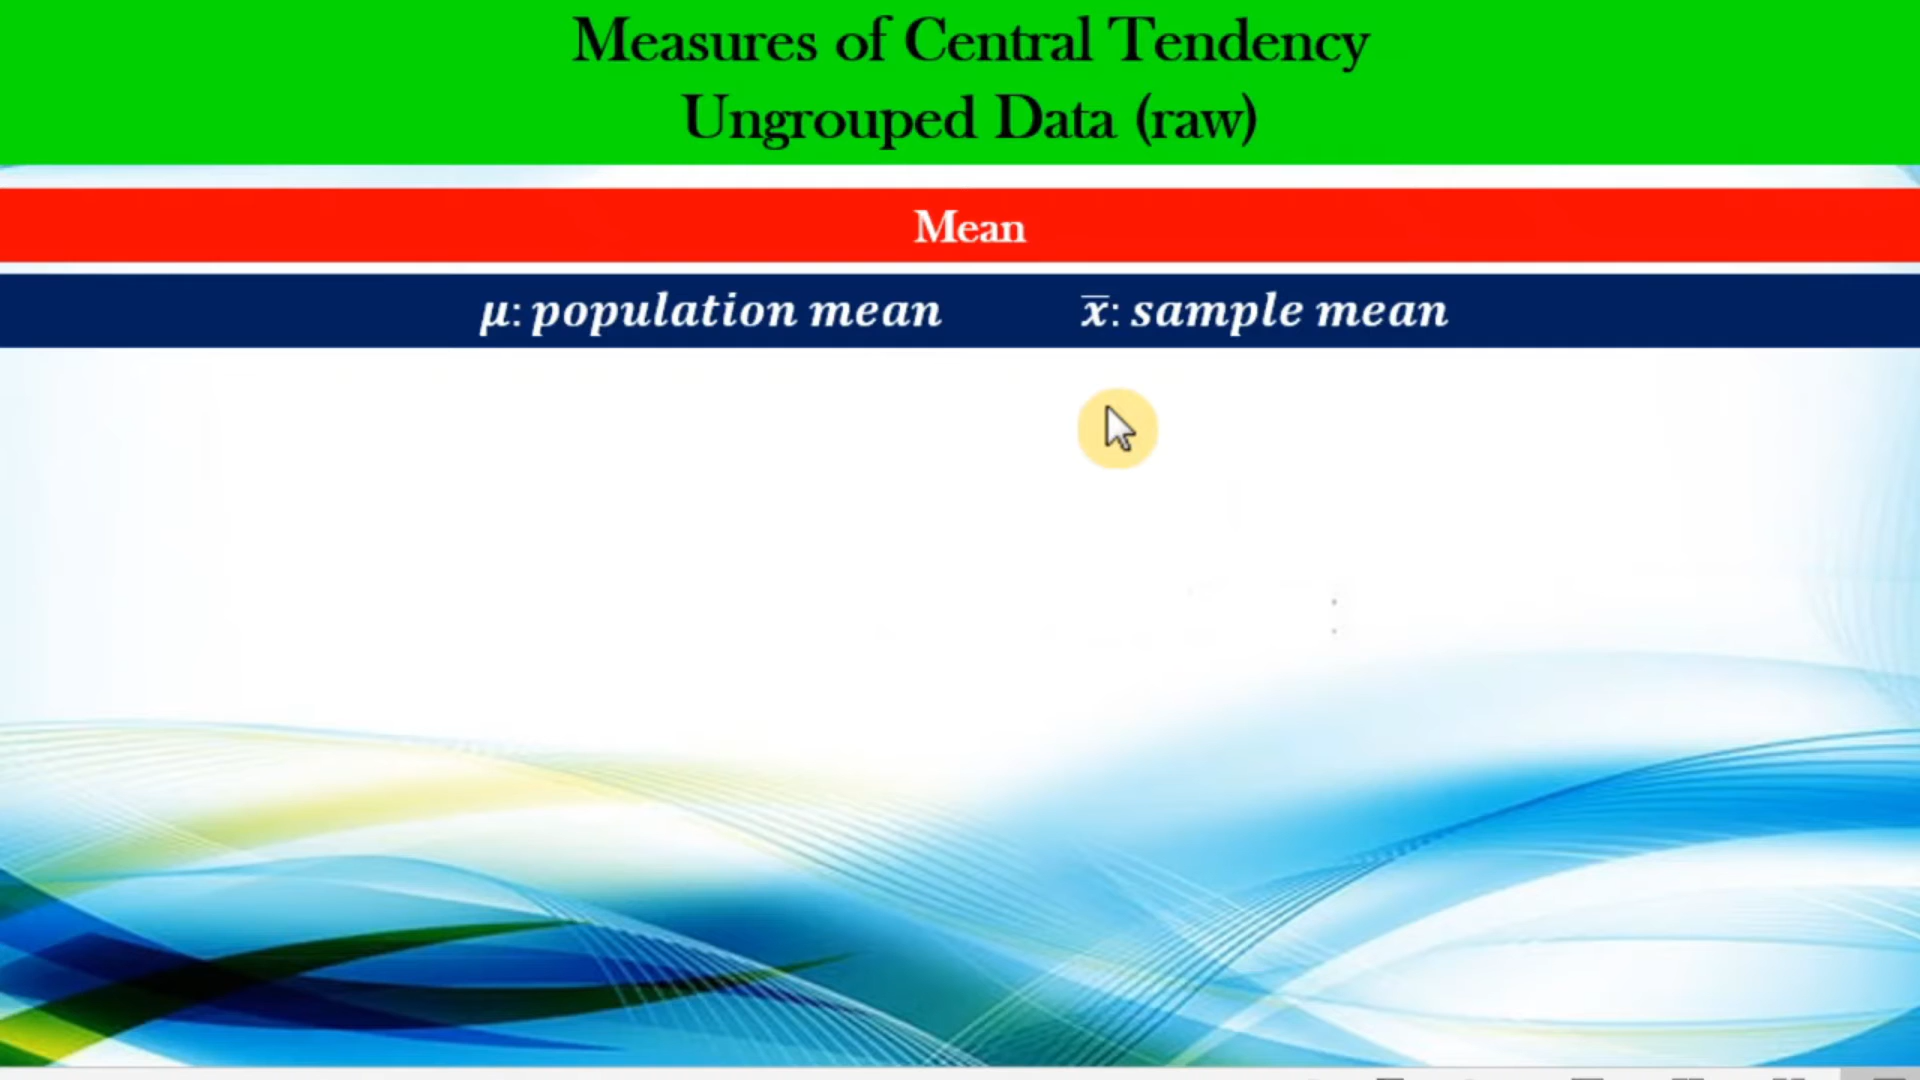 Measures of Central Tendency
Ungrouped Data (raw)
Mean
μ: population mean x̅: sample mean